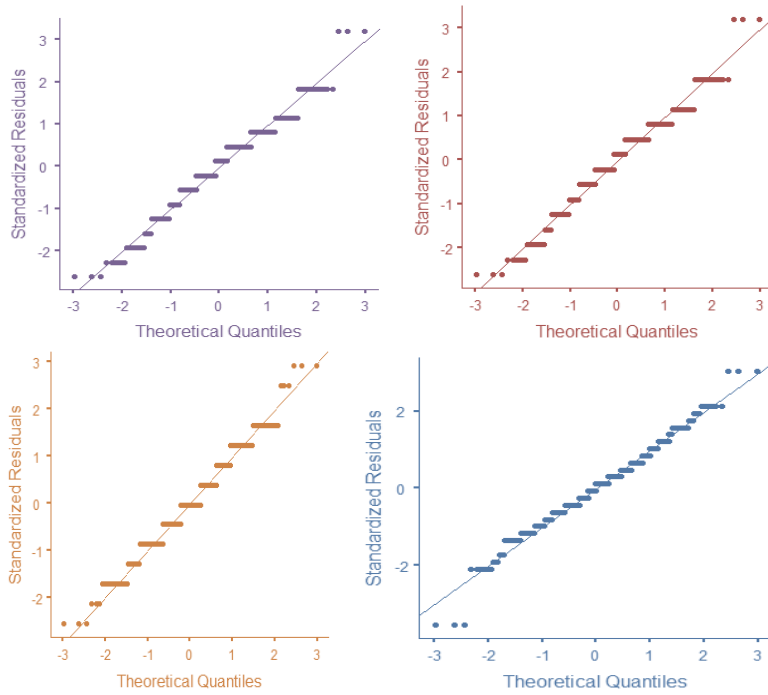 Standardized Residuals
3
2
1
0
-1
-2
-3 -2 -1 0 1 2 3
Theoretical Quantiles
Standardized Residuals
3
2
1
0
-1
-2
-3 -2 -1 0 1 2 3
Theoretical Quantiles
Standardized Residuals
3
2
1
0
-1
-2
-3 -2 -1 0 1 2 3
Theoretical Quantiles
Standardized Residuals
2
0
-2
-3 -2 -1 0 1 2 3
Theoretical Quantiles